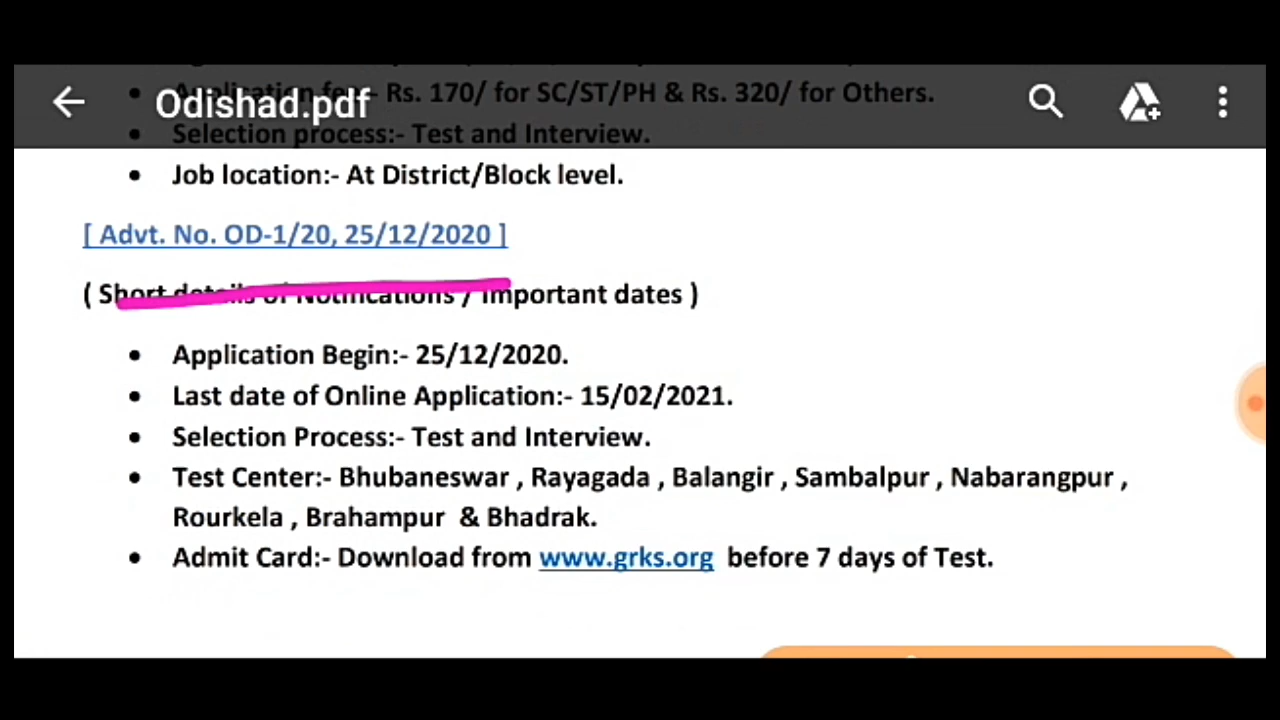 Application fee:- Rs. 170/ for SC/ST/PH & Rs. 320/ for Others.
Odishad.pdf
Selection process:- Test and Interview.
• Job location:- At District/Block level.
[ Advt. No. OD-1/20, 25/12/2020 ]
( Short details of Notifications / Important dates )
• Application Begin:- 25/12/2020.
• Last date of Online Application:- 15/02/2021.
• Selection Process:- Test and Interview.
• Test Center:- Bhubaneswar , Rayagada , Balangir , Sambalpur , Nabarangpur ,
Rourkela , Brahampur & Bhadrak.
• Admit Card:- Download from www.grks.org before 7 days of Test.